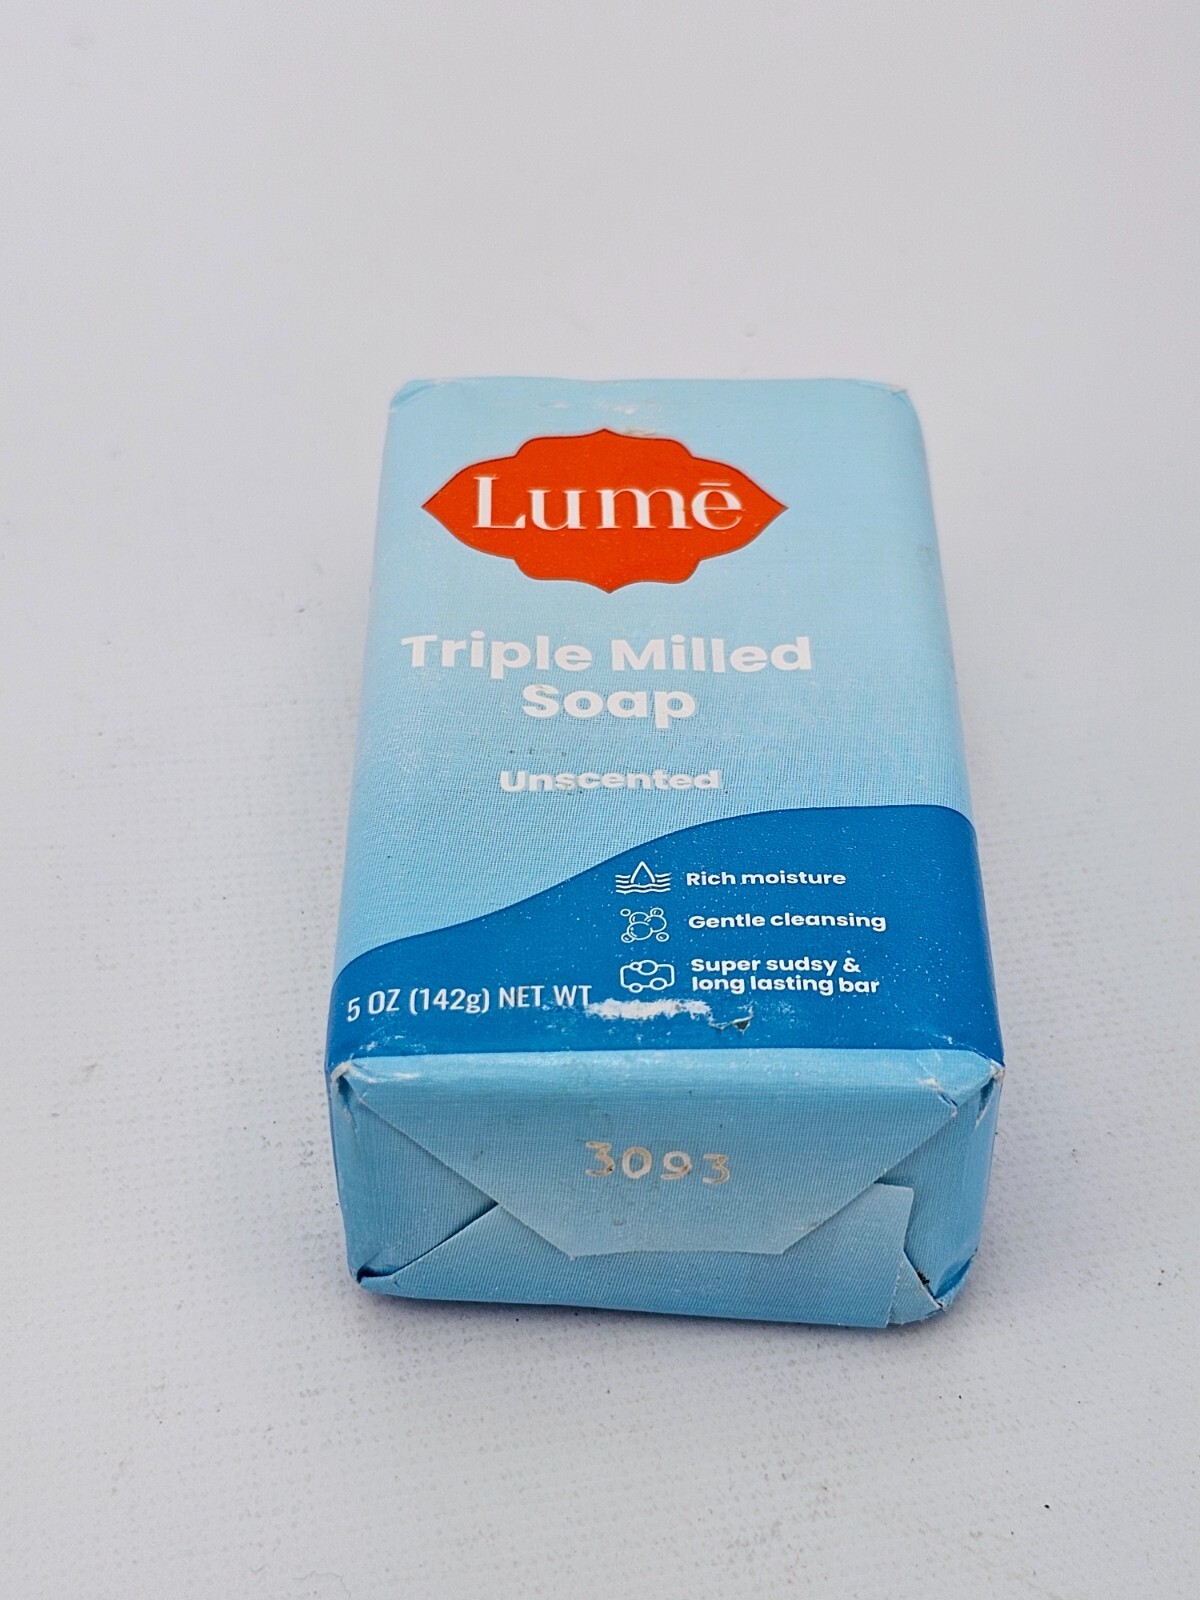 Lumē
Triple Milled
Soap
Unscented
Rich moisture
Gentle cleansing
Super sudsy &
long lasting bar
5 OZ (142g) NET WT
3093